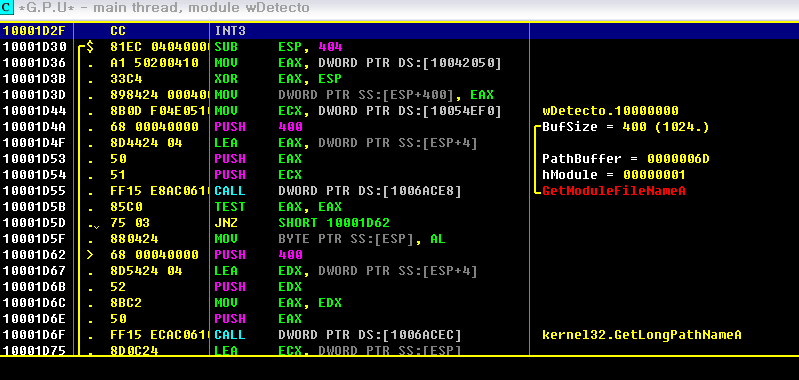 C *G.P.U* - main thread, module wDetecto
10001D2F CC INT3
10001D30 $ 81EC 04040000 SUB ESP, 404
10001D36 . A1 50200410 MOV EAX, DWORD PTR DS:[10042050]
10001D3B . 33C4 XOR EAX, ESP
10001D3D . 898424 000400 MOV DWORD PTR SS:[ESP+400], EAX
10001D44 . 8B0D F04E0510 MOV ECX, DWORD PTR DS:[10054EF0] wDetecto.10000000
10001D4A . 68 00040000 PUSH 400 BufSize = 400 (1024.)
10001D4F . 8D4424 04 LEA EAX, DWORD PTR SS:[ESP+4]
10001D53 . 50 PUSH EAX PathBuffer = 0000006D
10001D54 . 51 PUSH ECX hModule = 00000001
10001D55 . FF15 E8AC0610 CALL DWORD PTR DS:[1006ACE8] GetModuleFileNameA
10001D5B . 85C0 TEST EAX, EAX
10001D5D . 75 03 JNZ SHORT 10001D62
10001D5F . 880424 MOV BYTE PTR SS:[ESP], AL
10001D62 > 68 00040000 PUSH 400
10001D67 . 8D5424 04 LEA EDX, DWORD PTR SS:[ESP+4]
10001D6B . 52 PUSH EDX
10001D6C . 8BC2 MOV EAX, EDX
10001D6E . 50 PUSH EAX
10001D6F . FF15 ECAC0610 CALL DWORD PTR DS:[1006ACEC] kernel32.GetLongPathNameA
10001D75 . 8D0C24 LEA ECX, DWORD PTR SS:[ESP]